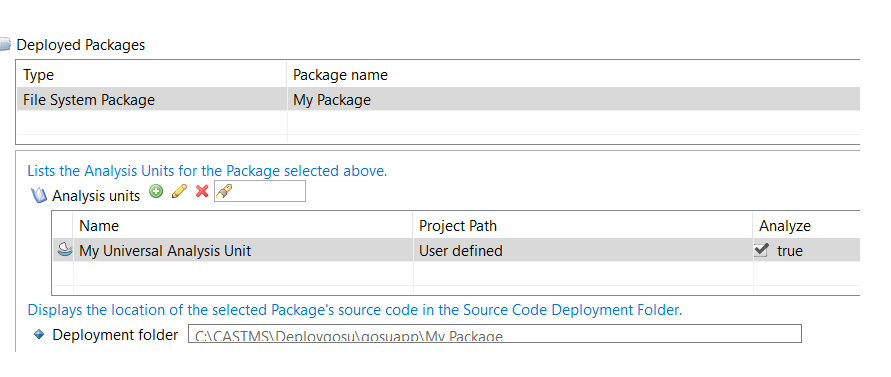 Deployed Packages
Type Package name
File System Package My Package
Lists the Analysis Units for the Package selected above.
Analysis units
Name Project Path Analyze
My Universal Analysis Unit User defined true
Displays the location of the selected Package's source code in the Source Code Deployment Folder.
Deployment folder C:\CASTMS\Deploygosu\gosuapp\My Package